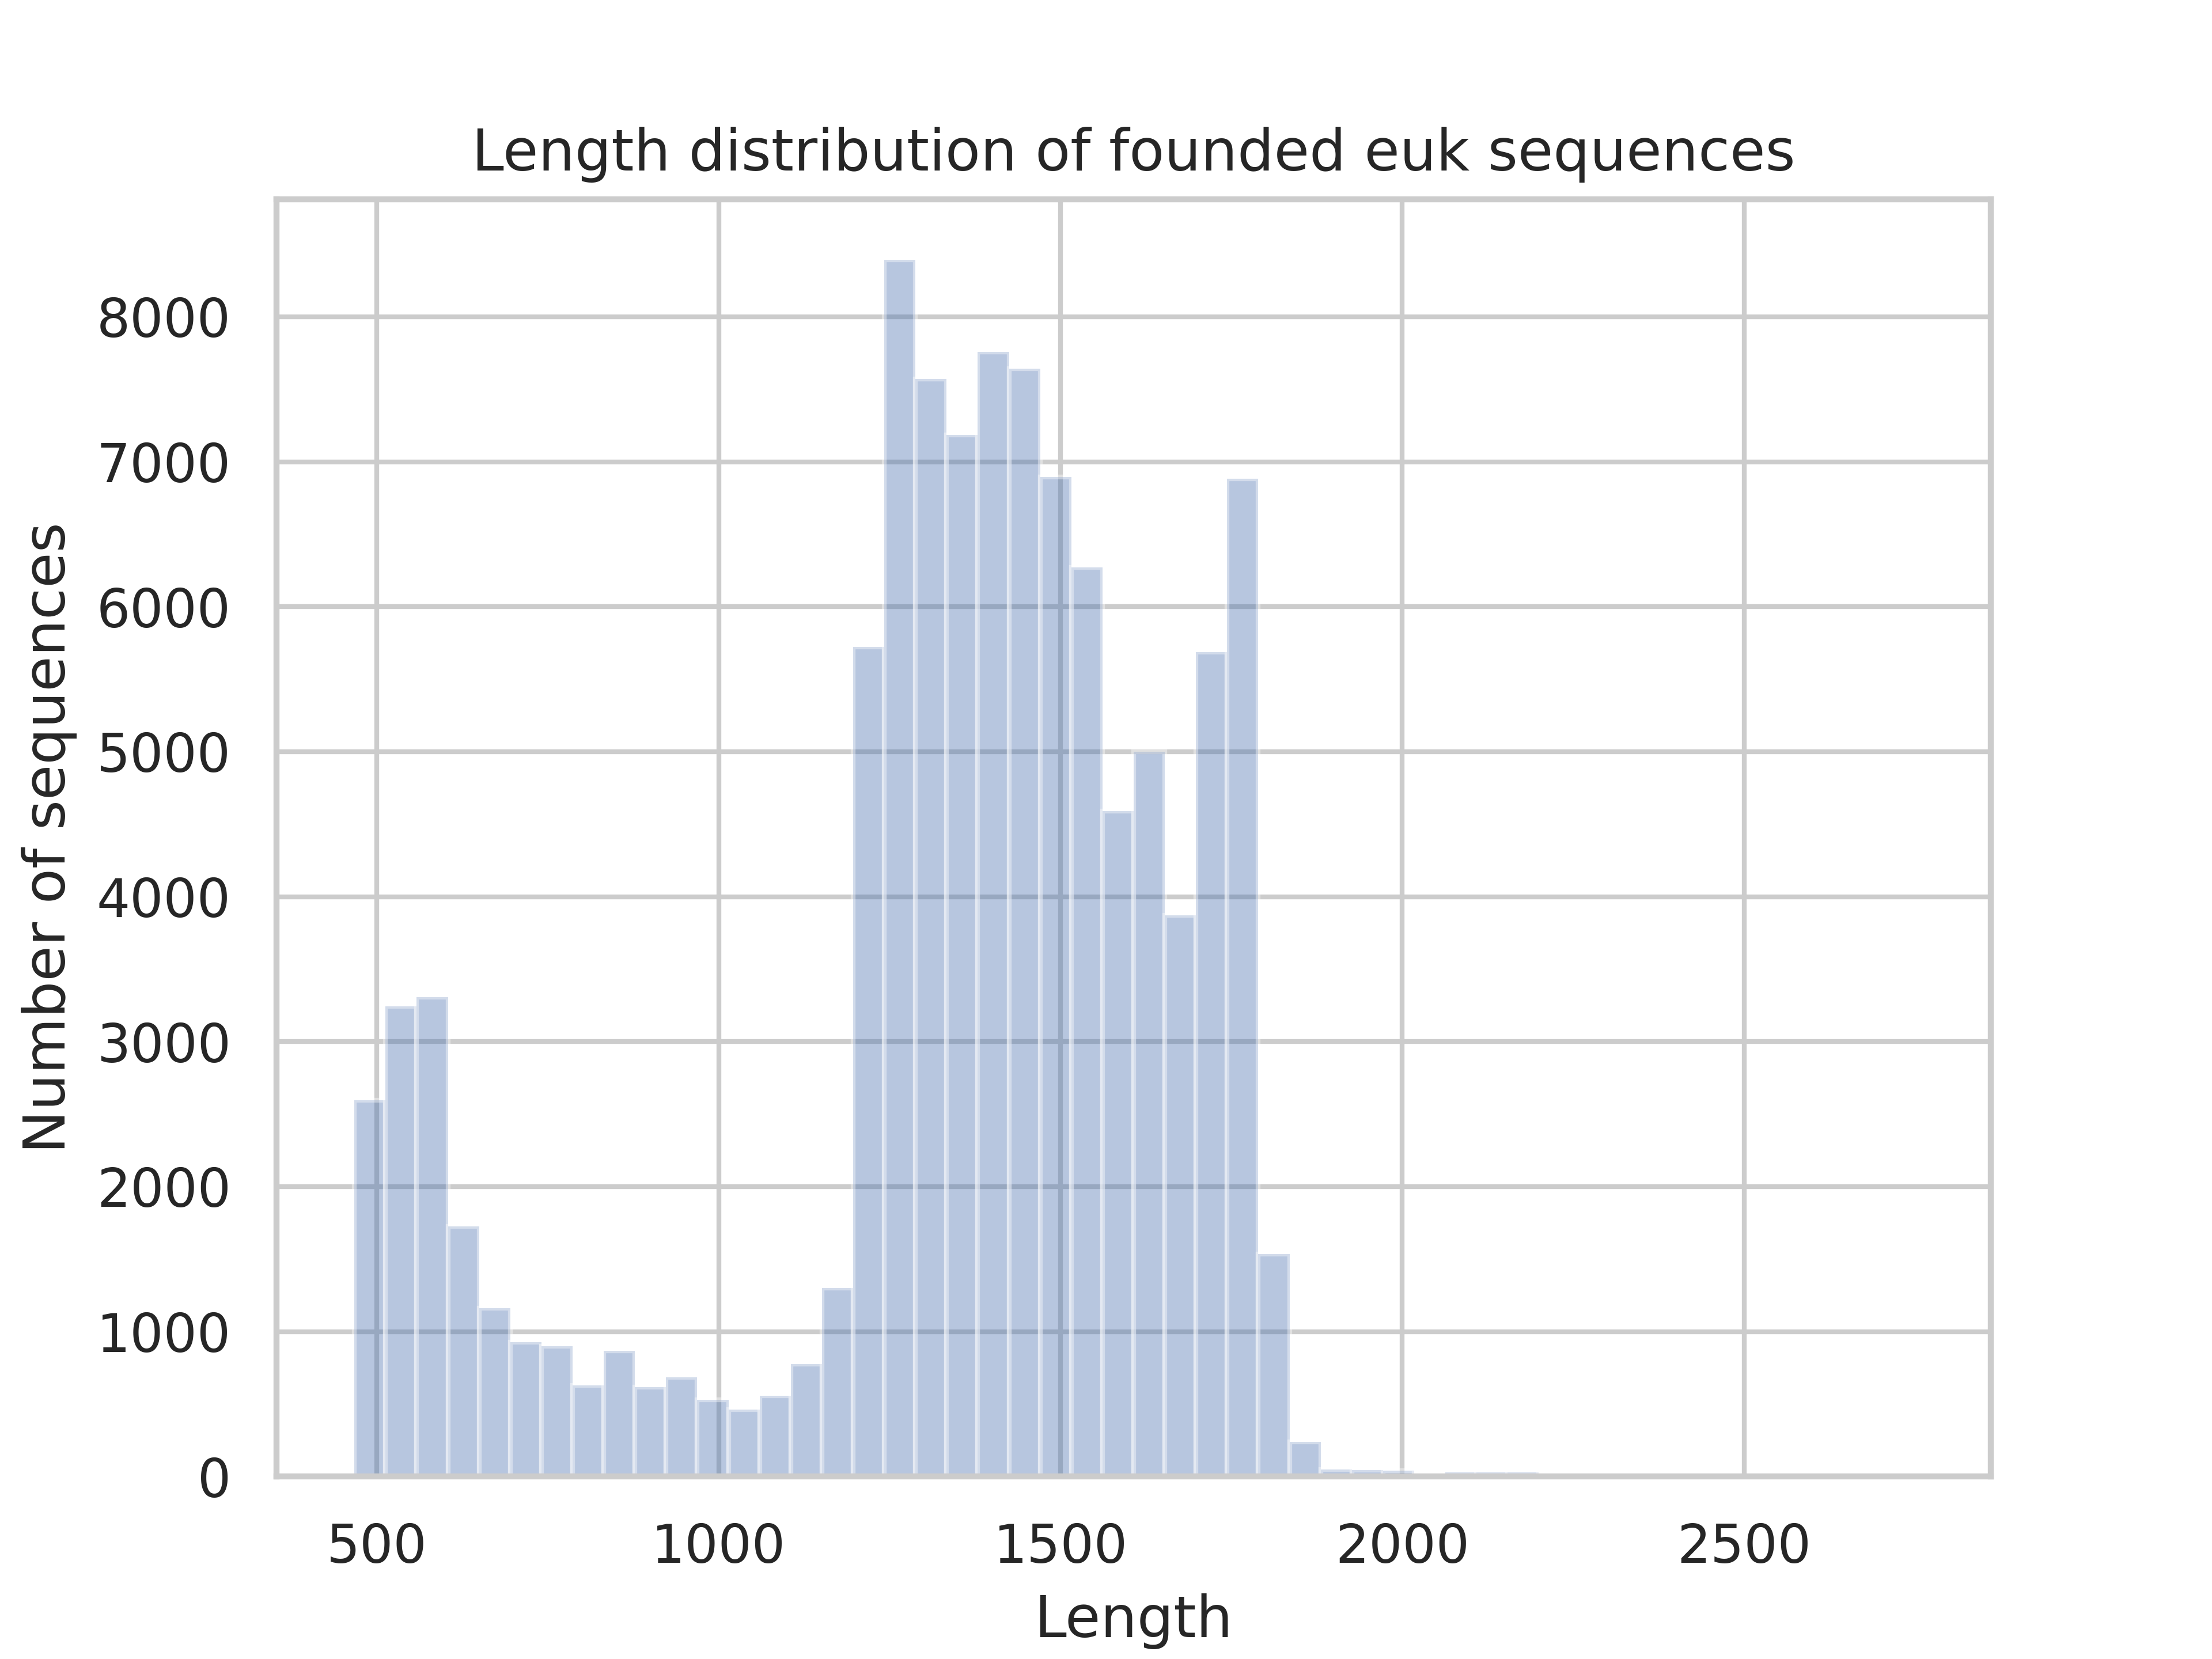 Length distribution of founded euk sequences
Number of sequences
8000
7000
6000
5000
4000
3000
2000
1000
0
500 1000 1500 2000 2500
Length